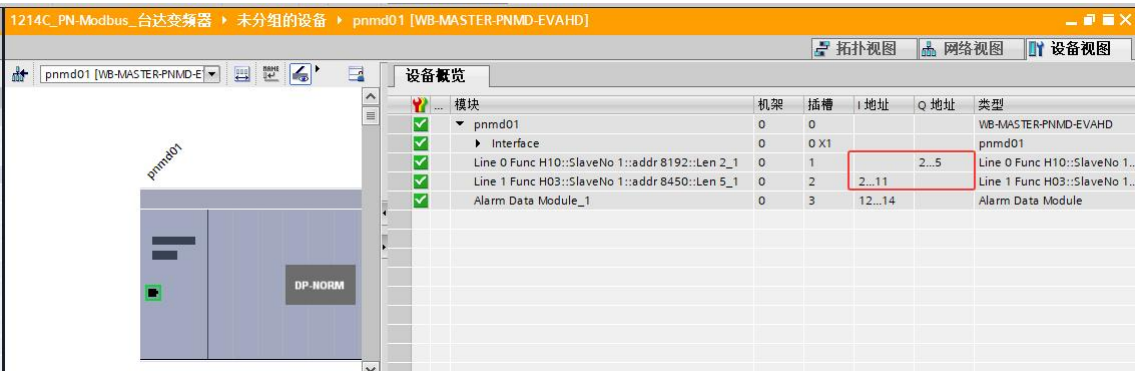 1214C_PN-Modbus_台达变频器 ▸ 未分组的设备 ▸ pnmd01 [WB-MASTER-PNMD-EVAHD]
拓扑视图 网络视图 设备视图
pnmd01 [WB-MASTER-PNMD-E
设备概览
... 模块 机架 插槽 I 地址 Q 地址 类型
pnmd01 0 0 WB-MASTER-PNMD-EVAHD
Interface 0 0 X1 pnmd01
Line 0 Func H10::SlaveNo 1::addr 8192::Len 2_1 0 1 2...5 Line 0 Func H10::SlaveNo 1..
Line 1 Func H03::SlaveNo 1::addr 8450::Len 5_1 0 2 2...11 Line 1 Func H03::SlaveNo 1..
Alarm Data Module_1 0 3 12...14 Alarm Data Module
pnmd01
DP-NORM